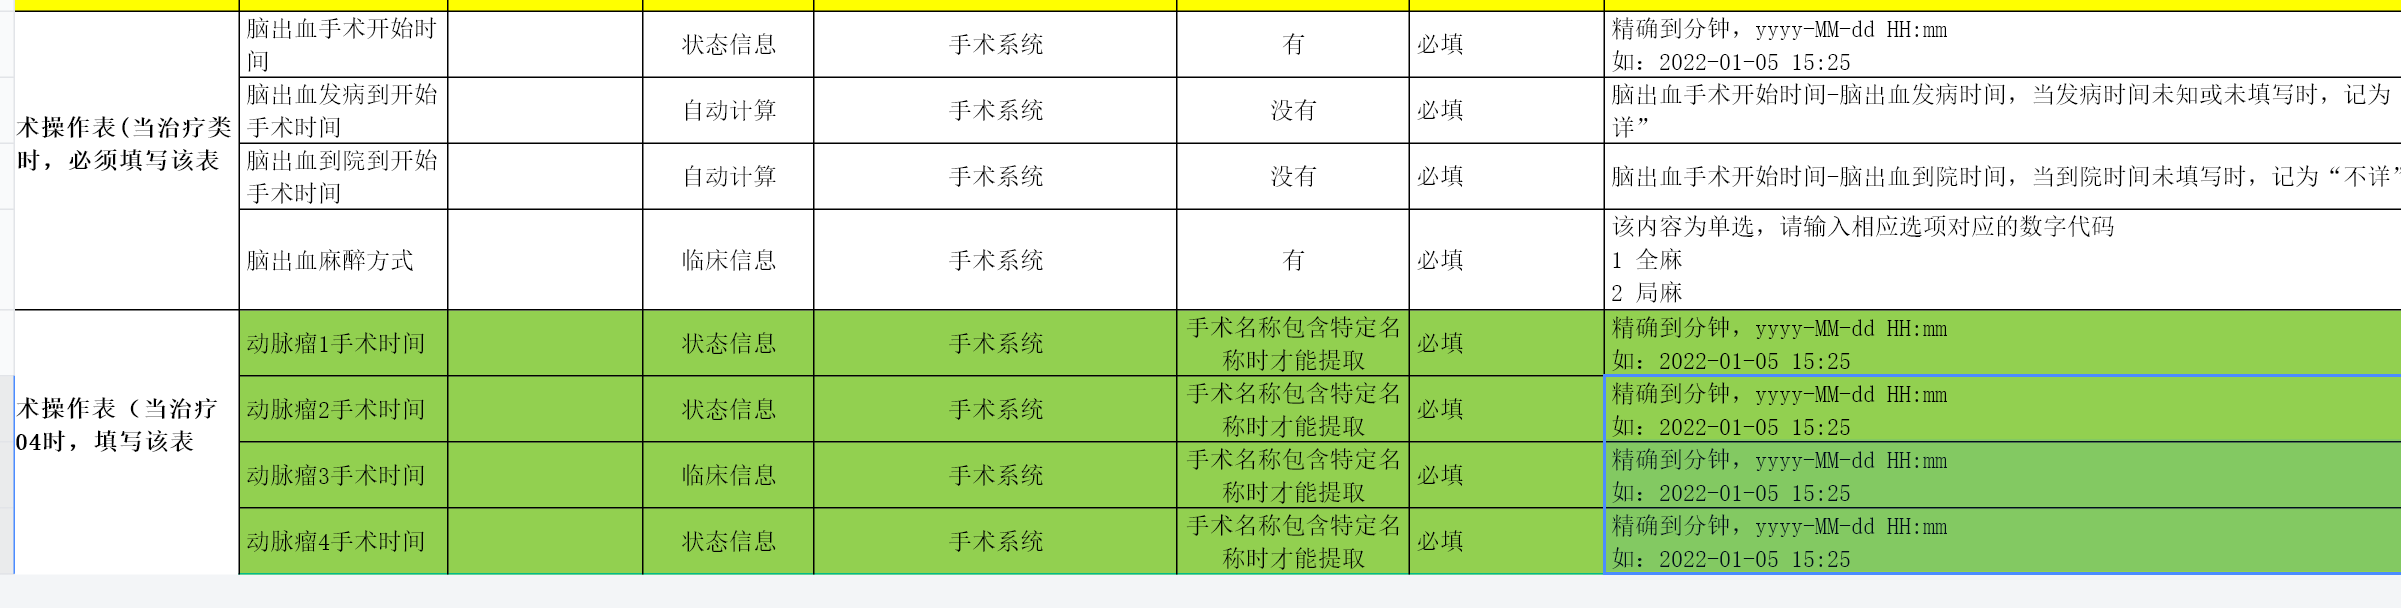 术操作表(当治疗类
时，必须填写该表
脑出血手术开始时
间
状态信息
手术系统
有
必填
精确到分钟，yyyy-MM-dd HH:mm
如：2022-01-05 15:25
脑出血发病到开始
手术时间
自动计算
手术系统
没有
必填
脑出血手术开始时间-脑出血发病时间，当发病时间未知或未填写时，记为
详”
脑出血到院到开始
手术时间
自动计算
手术系统
没有
必填
脑出血手术开始时间-脑出血到院时间，当到院时间未填写时，记为“不详”
脑出血麻醉方式
临床信息
手术系统
有
必填
该内容为单选，请输入相应选项对应的数字代码
1 全麻
2 局麻
术操作表（当治疗
04时，填写该表
动脉瘤1手术时间
状态信息
手术系统
手术名称包含特定名
称时才能提取
必填
精确到分钟，yyyy-MM-dd HH:mm
如：2022-01-05 15:25
动脉瘤2手术时间
状态信息
手术系统
手术名称包含特定名
称时才能提取
必填
精确到分钟，yyyy-MM-dd HH:mm
如：2022-01-05 15:25
动脉瘤3手术时间
临床信息
手术系统
手术名称包含特定名
称时才能提取
必填
精确到分钟，yyyy-MM-dd HH:mm
如：2022-01-05 15:25
动脉瘤4手术时间
状态信息
手术系统
手术名称包含特定名
称时才能提取
必填
精确到分钟，yyyy-MM-dd HH:mm
如：2022-01-05 15:25